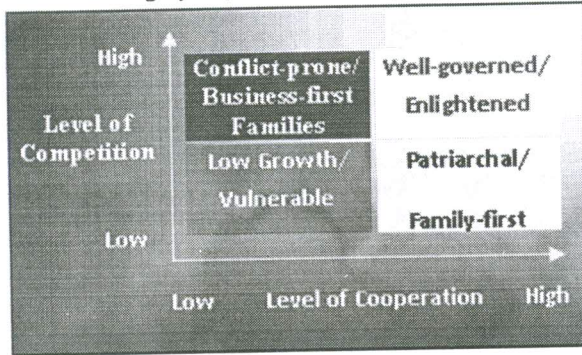 High
Level of
Competition
Low
Conflict-prone/
Business-first
Families
Well-governed/
Enlightened
Low Growth/
Vulnerable
Patriarchal/
Family-first
Low Level of Cooperation High